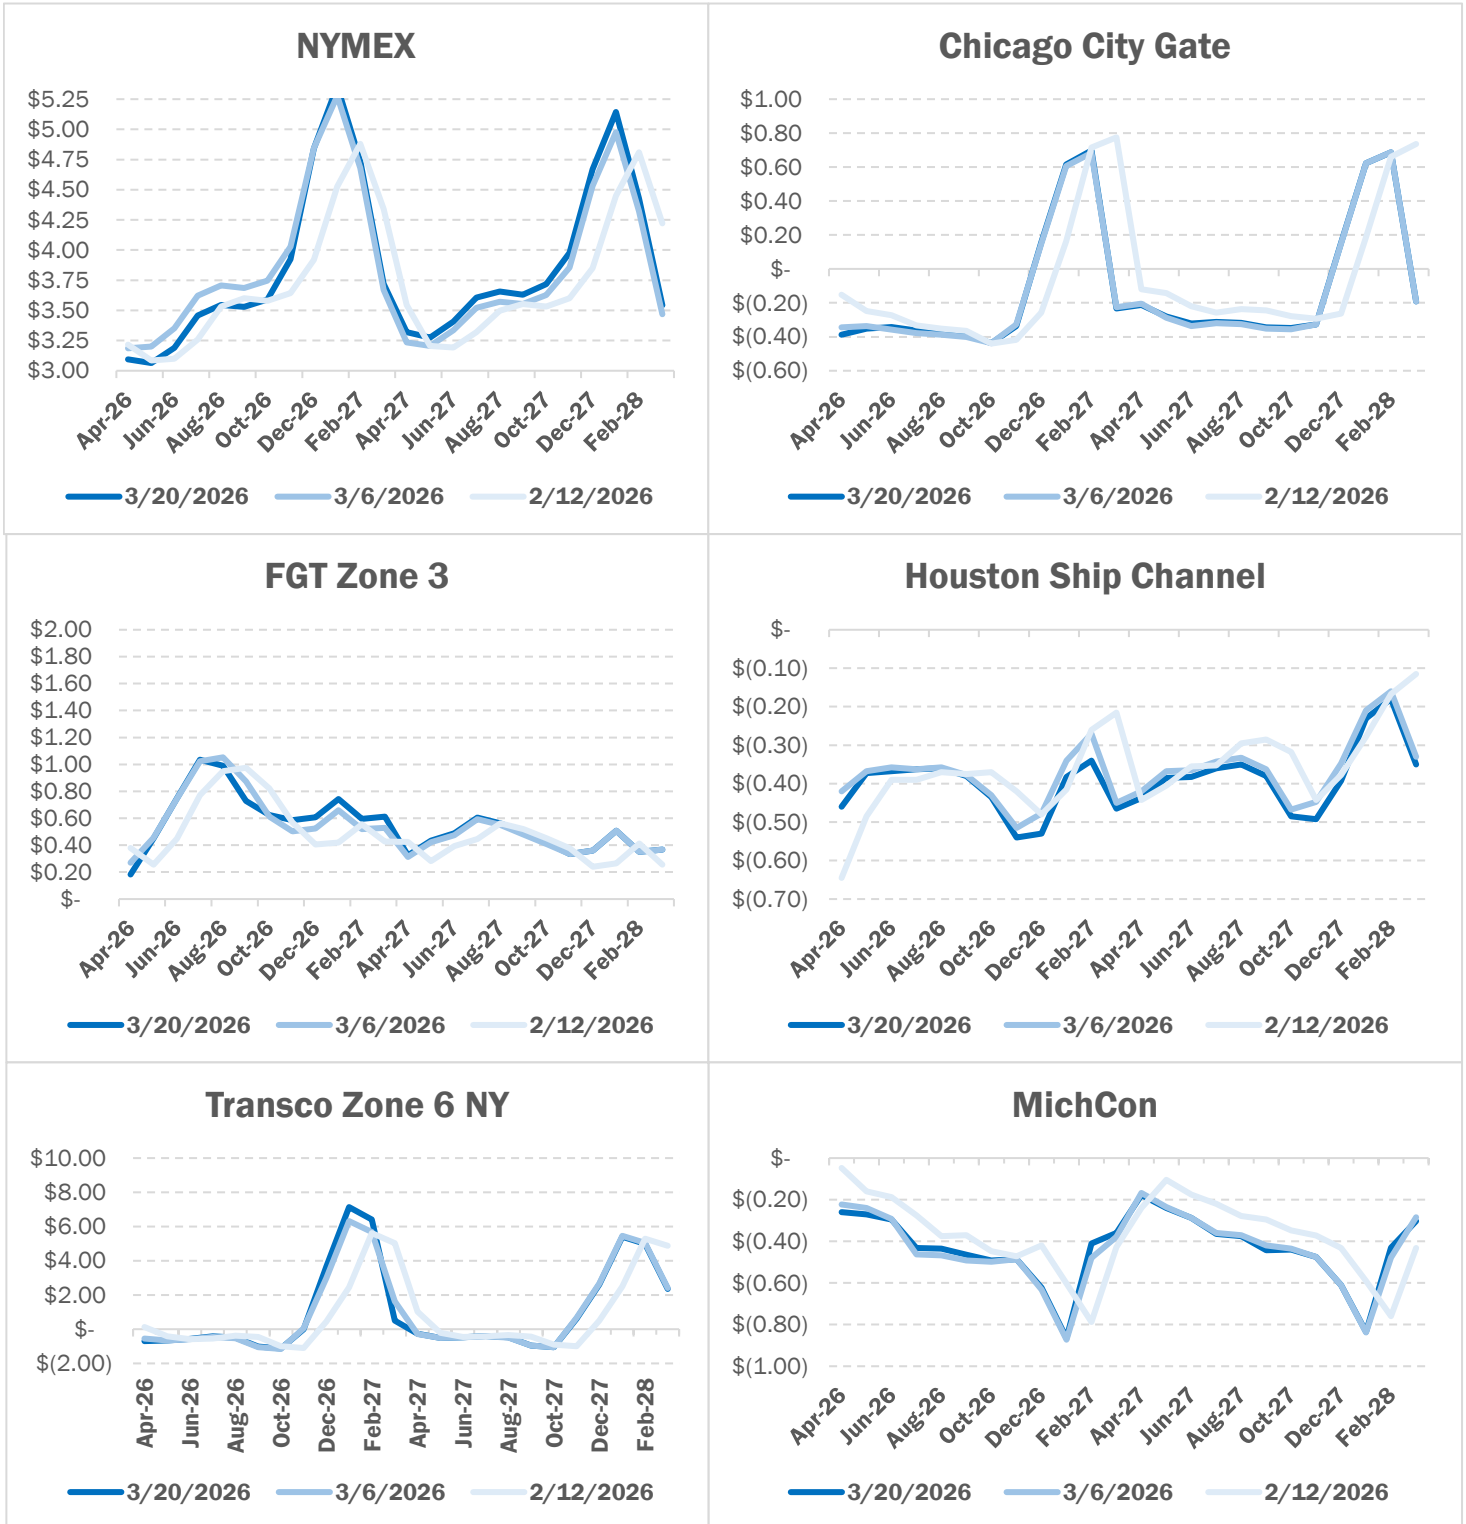 NYMEX
$5.25
$5.00
$4.75
$4.50
$4.25
$4.00
$3.75
$3.50
$3.25
$3.00
Apr-26 Jun-26 Aug-26 Oct-26 Dec-26 Feb-27 Apr-27 Jun-27 Aug-27 Oct-27 Dec-27 Feb-28
3/20/2026 3/6/2026 2/12/2026
Chicago City Gate
$1.00
$0.80
$0.60
$0.40
$0.20
$-
$(0.20)
$(0.40)
$(0.60)
Apr-26 Jun-26 Aug-26 Oct-26 Dec-26 Feb-27 Apr-27 Jun-27 Aug-27 Oct-27 Dec-27 Feb-28
3/20/2026 3/6/2026 2/12/2026
FGT Zone 3
$2.00
$1.80
$1.60
$1.40
$1.20
$1.00
$0.80
$0.60
$0.40
$0.20
$-
Apr-26 Jun-26 Aug-26 Oct-26 Dec-26 Feb-27 Apr-27 Jun-27 Aug-27 Oct-27 Dec-27 Feb-28
3/20/2026 3/6/2026 2/12/2026
Houston Ship Channel
$-
$(0.10)
$(0.20)
$(0.30)
$(0.40)
$(0.50)
$(0.60)
$(0.70)
Apr-26 Jun-26 Aug-26 Oct-26 Dec-26 Feb-27 Apr-27 Jun-27 Aug-27 Oct-27 Dec-27 Feb-28
3/20/2026 3/6/2026 2/12/2026
Transco Zone 6 NY
$10.00
$8.00
$6.00
$4.00
$2.00
$-
$(2.00)
Apr-26 Jun-26 Aug-26 Oct-26 Dec-26 Feb-27 Apr-27 Jun-27 Aug-27 Oct-27 Dec-27 Feb-28
3/20/2026 3/6/2026 2/12/2026
MichCon
$-
$(0.20)
$(0.40)
$(0.60)
$(0.80)
$(1.00)
Apr-26 Jun-26 Aug-26 Oct-26 Dec-26 Feb-27 Apr-27 Jun-27 Aug-27 Oct-27 Dec-27 Feb-28
3/20/2026 3/6/2026 2/12/2026